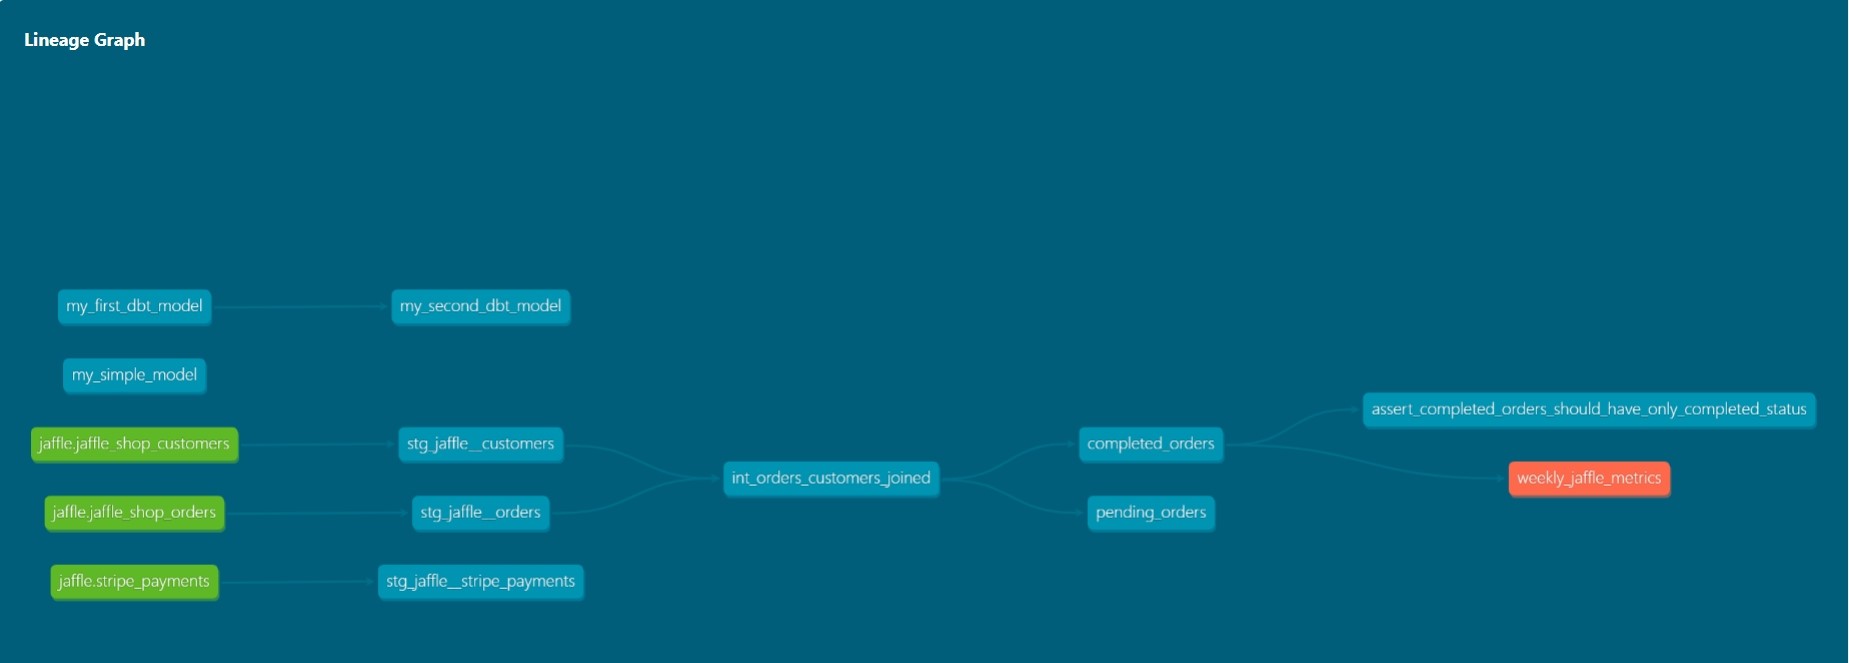 Lineage Graph
my_first_dbt_model
my_second_dbt_model
my_simple_model
assert_completed_orders_should_have_only_completed_status
jaffle.jaffle_shop_customers
stg_jaffle__customers
completed_orders
int_orders_customers_joined
weekly_jaffle_metrics
jaffle.jaffle_shop_orders
stg_jaffle__orders
pending_orders
jaffle.stripe_payments
stg_jaffle__stripe_payments